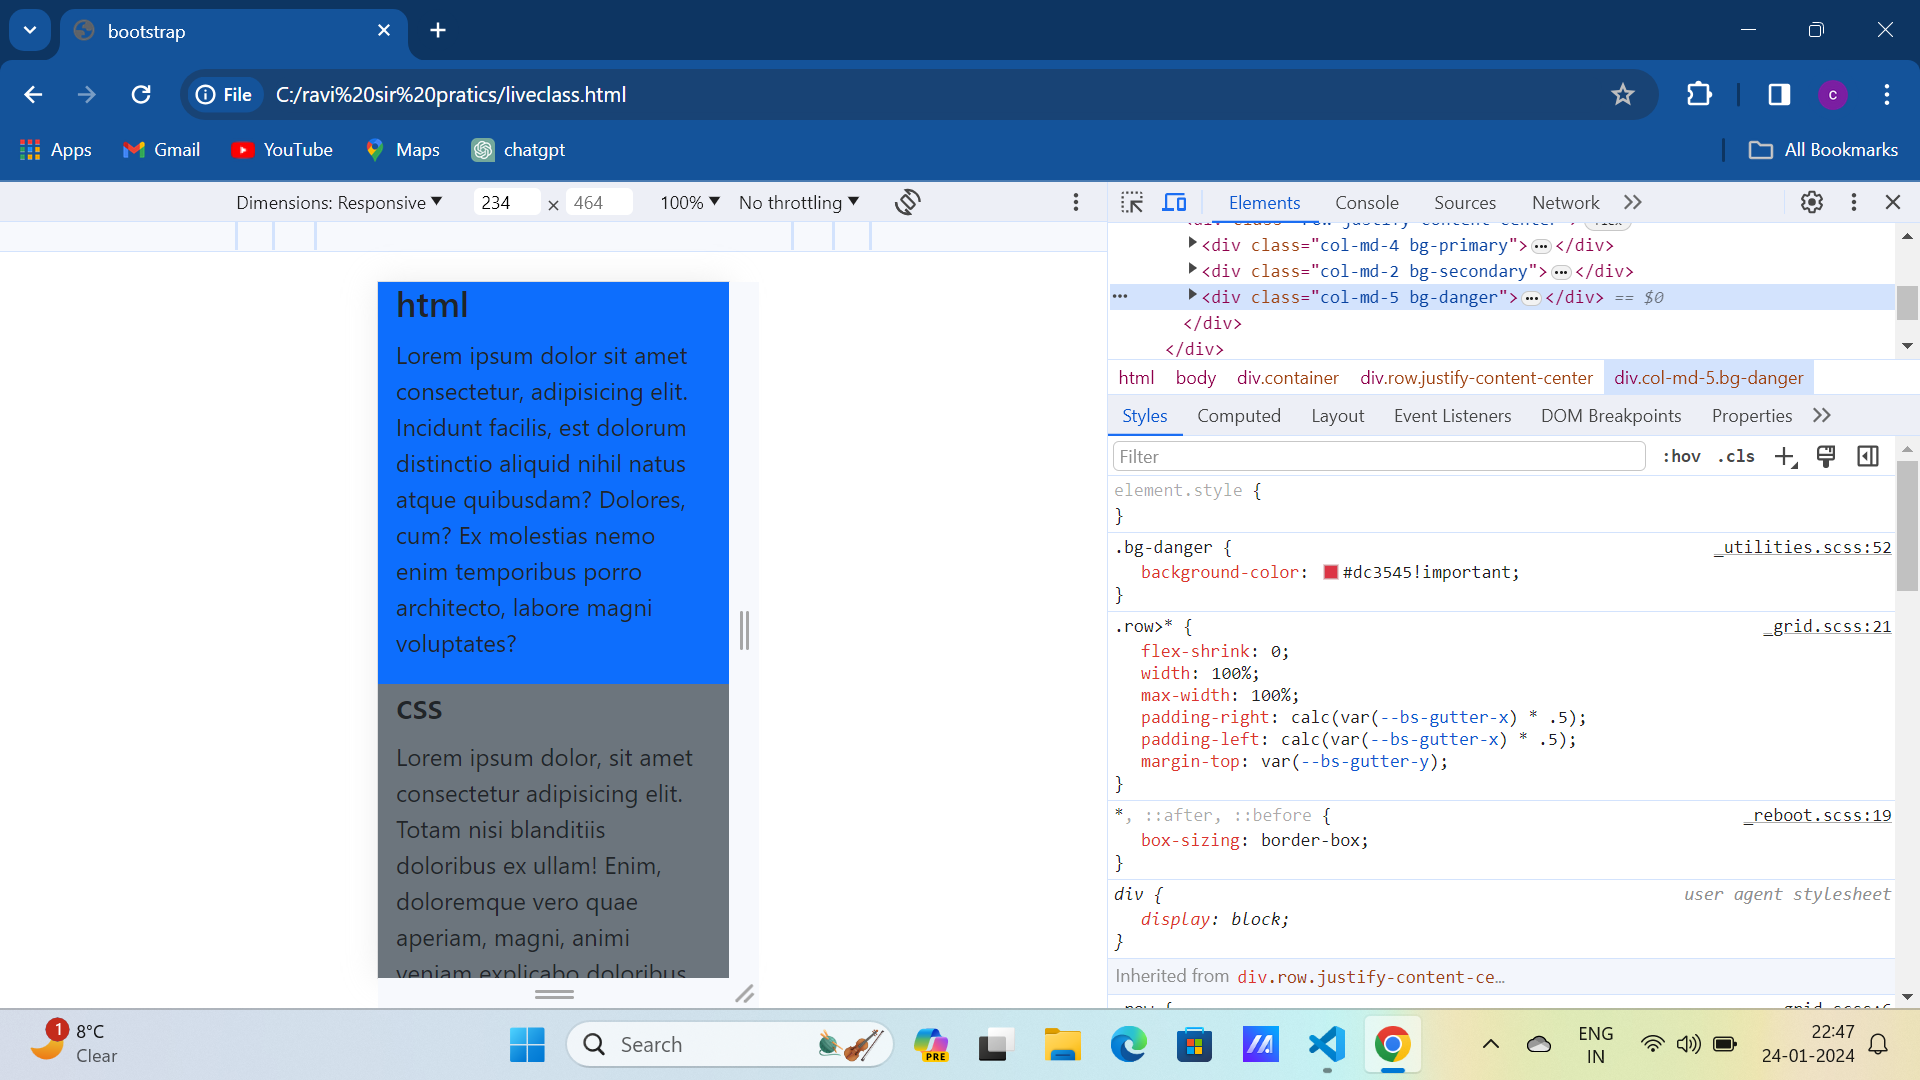 bootstrap
File C:/ravi%20sir%20pratics/liveclass.html
Apps Gmail YouTube Maps chatgpt All Bookmarks
Dimensions: Responsive 234 × 464 100% No throttling
Elements Console Sources Network
<div class="col-md-4 bg-primary"> ••• </div>
<div class="col-md-2 bg-secondary"> ••• </div>
••• <div class="col-md-5 bg-danger"> ••• </div> == $0
</div>
</div>
html body div.container div.row.justify-content-center div.col-md-5.bg-danger
Styles Computed Layout Event Listeners DOM Breakpoints Properties
Filter :hov .cls
element.style {
}
.bg-danger { _utilities.scss:52
background-color: #dc3545!important;
}
.row>* { _grid.scss:21
flex-shrink: 0;
width: 100%;
max-width: 100%;
padding-right: calc(var(--bs-gutter-x) * .5);
padding-left: calc(var(--bs-gutter-x) * .5);
margin-top: var(--bs-gutter-y);
}
*, ::after, ::before { _reboot.scss:19
box-sizing: border-box;
}
div { user agent stylesheet
display: block;
}
Inherited from div.row.justify-content-ce…
html
Lorem ipsum dolor sit amet
consectetur, adipisicing elit.
Incidunt facilis, est dolorum
distinctio aliquid nihil natus
atque quibusdam? Dolores,
cum? Ex molestias nemo
enim temporibus porro
architecto, labore magni
voluptates?
CSS
Lorem ipsum dolor, sit amet
consectetur adipisicing elit.
Totam nisi blanditiis
doloribus ex ullam! Enim,
doloremque vero quae
aperiam, magni, animi
veniam explicabo doloribus
1 8°C
Clear
Search
PRE
ENG
IN
22:47
24-01-2024